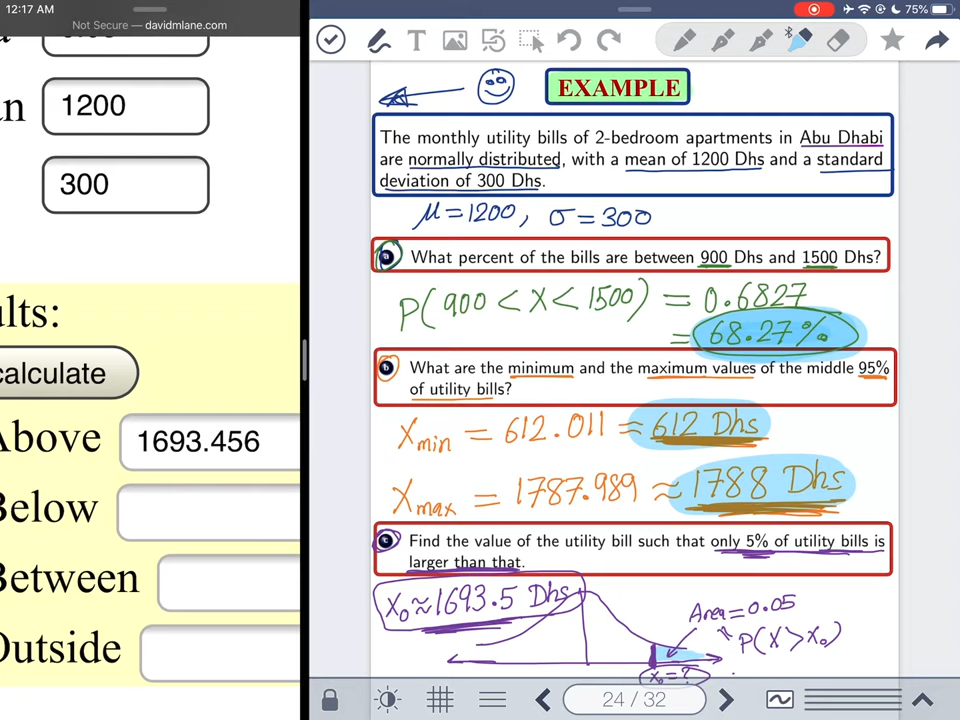 12:17 AM
75%
Not Secure — davidmlane.com
1200
300
calculate
Above
1693.456
Below
Between
Outside
EXAMPLE
The monthly utility bills of 2-bedroom apartments in Abu Dhabi
are normally distributed, with a mean of 1200 Dhs and a standard
deviation of 300 Dhs.
μ = 1200, σ = 300
a What percent of the bills are between 900 Dhs and 1500 Dhs?
P(900 < X < 1500) = 0.6827
= 68.27%
b What are the minimum and the maximum values of the middle 95%
of utility bills?
Xmin = 612.011 ≈ 612 Dhs
Xmax = 1787.989 ≈ 1788 Dhs
c Find the value of the utility bill such that only 5% of utility bills is
larger than that.
X₀ ≈ 1693.5 Dhs
Area = 0.05
P(X > X₀)
X₀ = ?
24 / 32